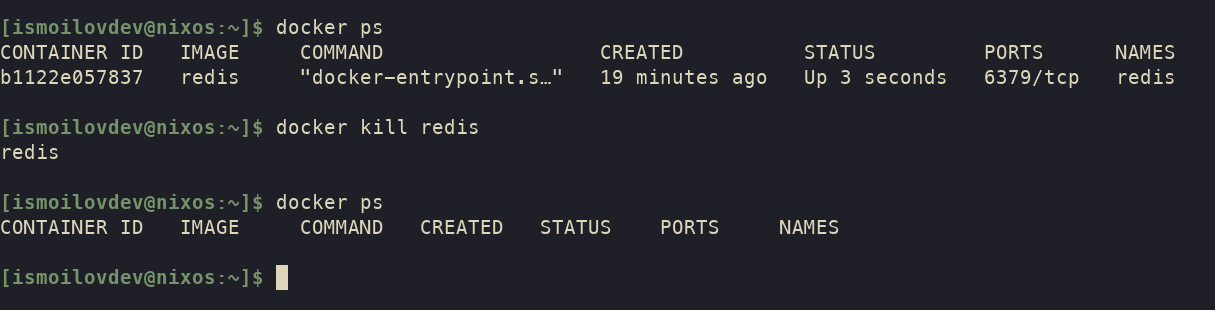 [ismoilovdev@nixos:~]$ docker ps
CONTAINER ID   IMAGE     COMMAND                  CREATED          STATUS         PORTS      NAMES
b1122e057837   redis     "docker-entrypoint.s…"   19 minutes ago   Up 3 seconds   6379/tcp   redis
[ismoilovdev@nixos:~]$ docker kill redis
redis
[ismoilovdev@nixos:~]$ docker ps
CONTAINER ID   IMAGE     COMMAND   CREATED   STATUS    PORTS     NAMES
[ismoilovdev@nixos:~]$